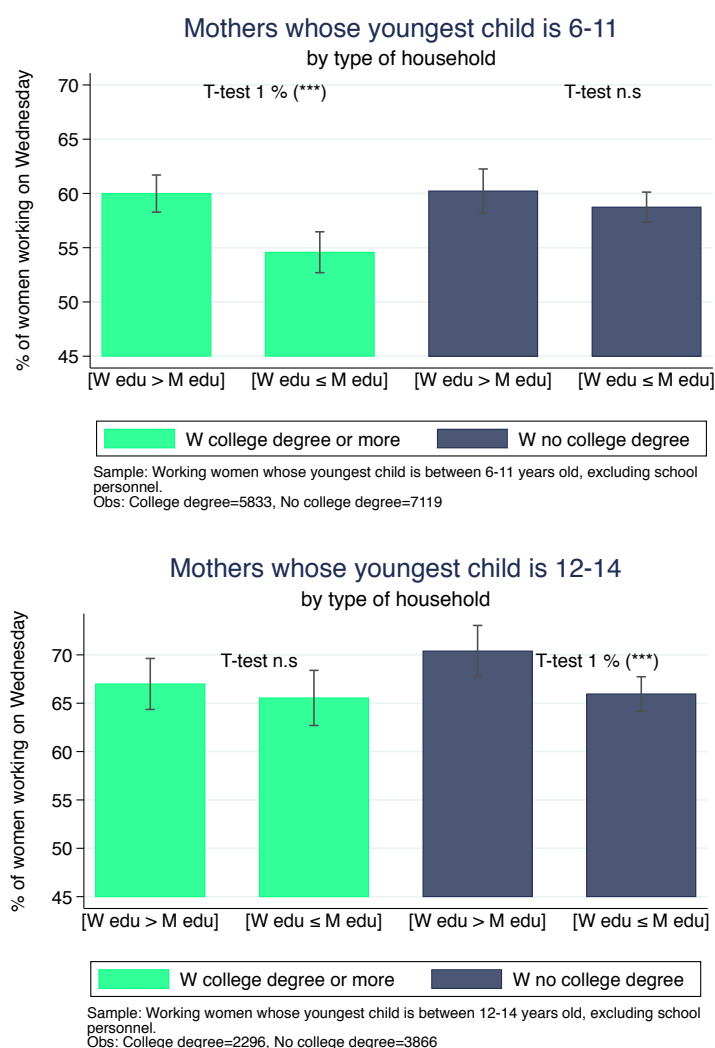 Mothers whose youngest child is 6-11
by type of household
% of women working on Wednesday
70
65
60
55
50
45
T-test 1 % (***)
T-test n.s
[W edu > M edu] [W edu ≤ M edu] [W edu > M edu] [W edu ≤ M edu]
W college degree or more W no college degree
Sample: Working women whose youngest child is between 6-11 years old, excluding school
personnel.
Obs: College degree=5833, No college degree=7119
Mothers whose youngest child is 12-14
by type of household
% of women working on Wednesday
70
65
60
55
50
45
T-test n.s
T-test 1 % (***)
[W edu > M edu] [W edu ≤ M edu] [W edu > M edu] [W edu ≤ M edu]
W college degree or more W no college degree
Sample: Working women whose youngest child is between 12-14 years old, excluding school
personnel.
Obs: College degree=2296, No college degree=3866